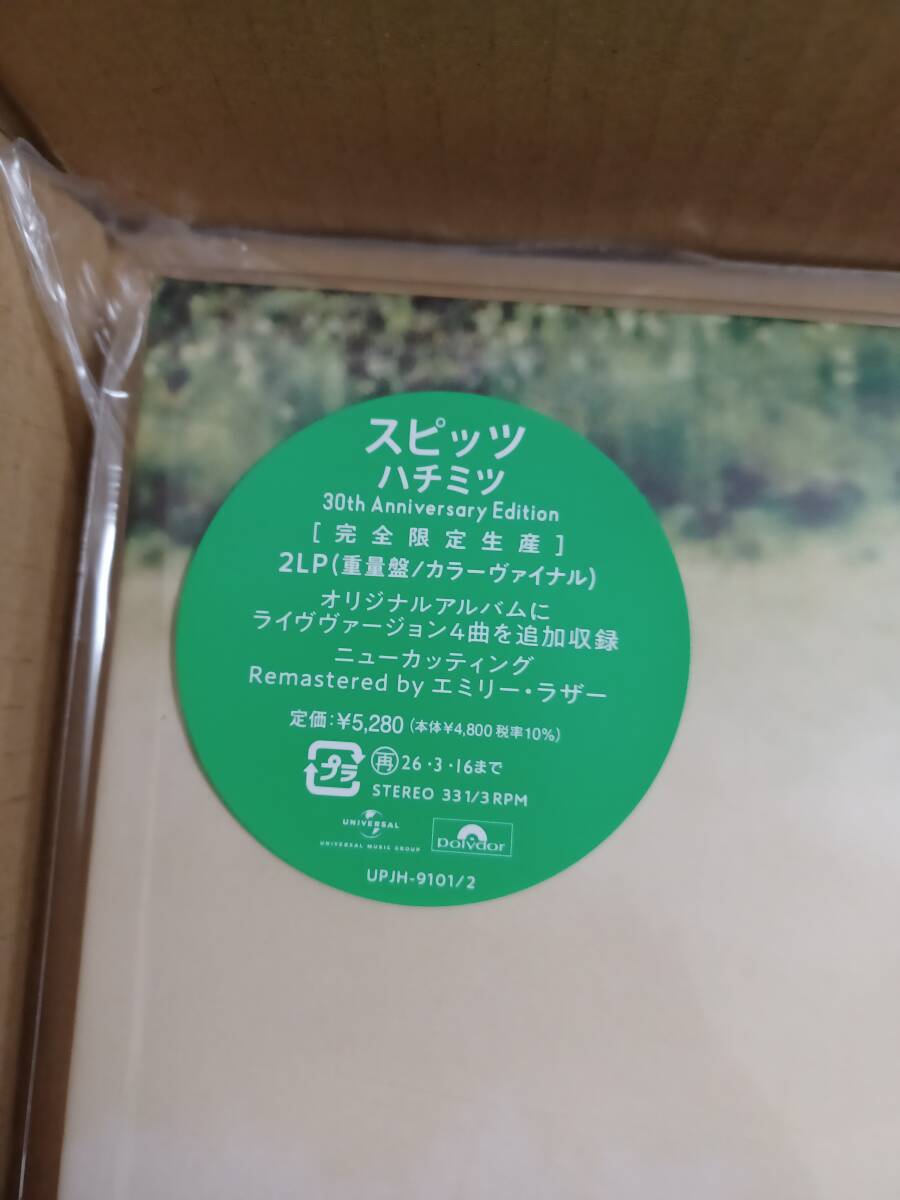 スピッツ
ハチミツ
30th Anniversary Edition
[完全限定生産]
2LP(重量盤/カラーヴァイナル)
オリジナルアルバムに
ライヴヴァージョン4曲を追加収録
ニューカッティング
Remastered by エミリー・ラザー
定価:¥5,280(本体¥4,800 税率10%)
プラ 再 26・3・16まで
STEREO 33 1/3 RPM
UNIVERSAL
UNIVERSAL MUSIC GROUP
polydor
UPJH-9101/2